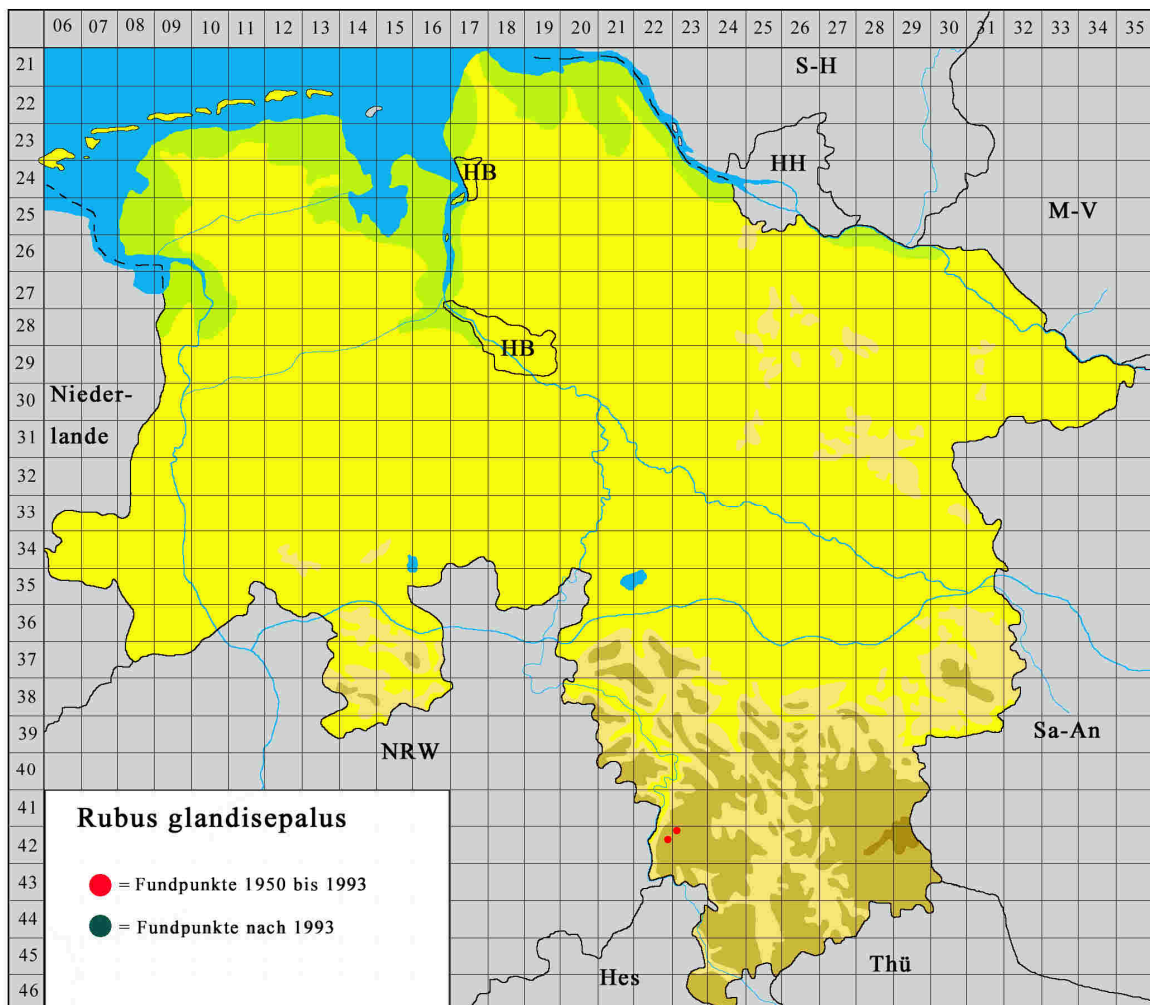 06 07 08 09 10 11 12 13 14 15 16 17 18 19 20 21 22 23 24 25 26 27 28 29 30 31 32 33 34 35
21
S-H
22
23
HB
HH
24
25
M-V
26
27
28
HB
29
Nieder-
30
lande
31
32
33
34
35
36
37
38
39
NRW
Sa-An
40
41
Rubus glandisepalus
42
= Fundpunkte 1950 bis 1993
43
= Fundpunkte nach 1993
44
45
Hes
Thü
46